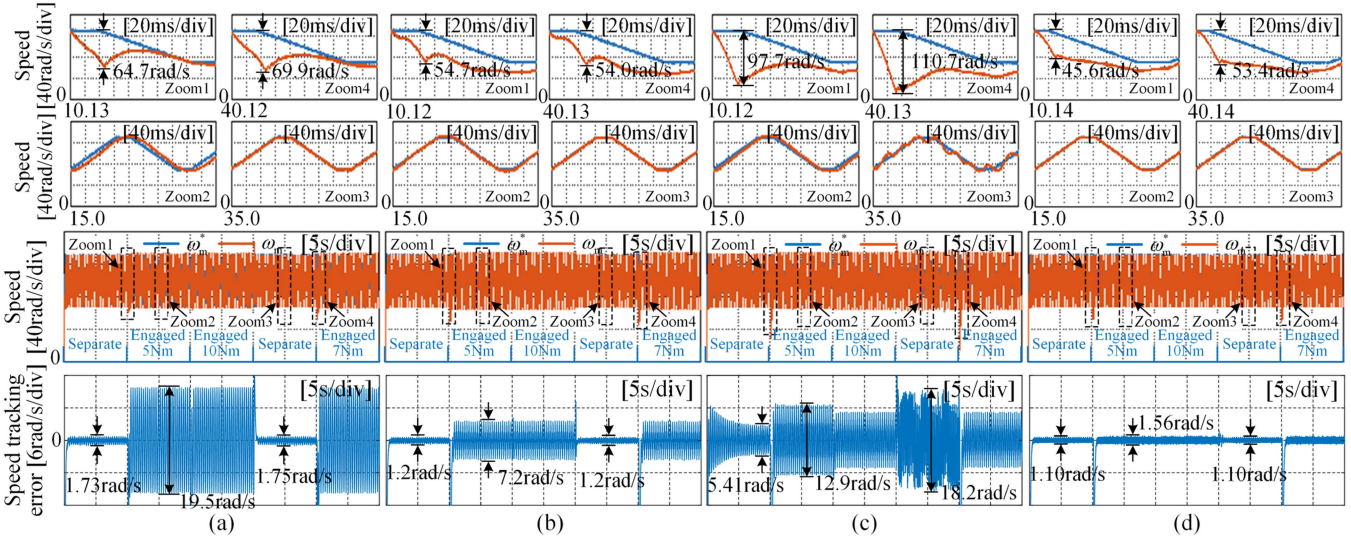 Speed [40rad/s/div]
[20ms/div] [20ms/div] [20ms/div] [20ms/div] [20ms/div] [20ms/div] [20ms/div] [20ms/div]
64.7rad/s 69.9rad/s 54.7rad/s 54.0rad/s 97.7rad/s 110.7rad/s 45.6rad/s 53.4rad/s
Zoom1 Zoom4 Zoom1 Zoom4 Zoom1 Zoom4 Zoom1 Zoom4
0
10.13 40.12 10.12 40.13 10.12 40.13 10.14 40.14
Speed [40rad/s/div]
[40ms/div] [40ms/div] [40ms/div] [40ms/div] [40ms/div] [40ms/div] [40ms/div] [40ms/div]
Zoom2 Zoom3 Zoom2 Zoom3 Zoom2 Zoom3 Zoom2 Zoom3
0
15.0 35.0 15.0 35.0 15.0 35.0 15.0 35.0
Speed [40rad/s/div]
Zoom1 ω*m ωm [5s/div] Zoom1 ω*m ωm [5s/div] Zoom1 ω*m ωm [5s/div] Zoom1 ω*m ωm [5s/div]
Zoom2 Zoom3 Zoom4 Zoom2 Zoom3 Zoom4 Zoom2 Zoom3 Zoom4 Zoom2 Zoom3 Zoom4
Separate Engaged 5Nm Engaged 10Nm Separate Engaged 7Nm Separate Engaged 5Nm Engaged 10Nm Separate Engaged 7Nm Separate Engaged 5Nm Engaged 10Nm Separate Engaged 7Nm Separate Engaged 5Nm Engaged 10Nm Separate Engaged 7Nm
0
Speed tracking error [6rad/s/div]
[5s/div] [5s/div] [5s/div] [5s/div]
0
1.73rad/s 19.5rad/s 1.75rad/s 1.2rad/s 7.2rad/s 1.2rad/s 5.41rad/s 12.9rad/s 18.2rad/s 1.10rad/s 1.56rad/s 1.10rad/s
(a) (b) (c) (d)